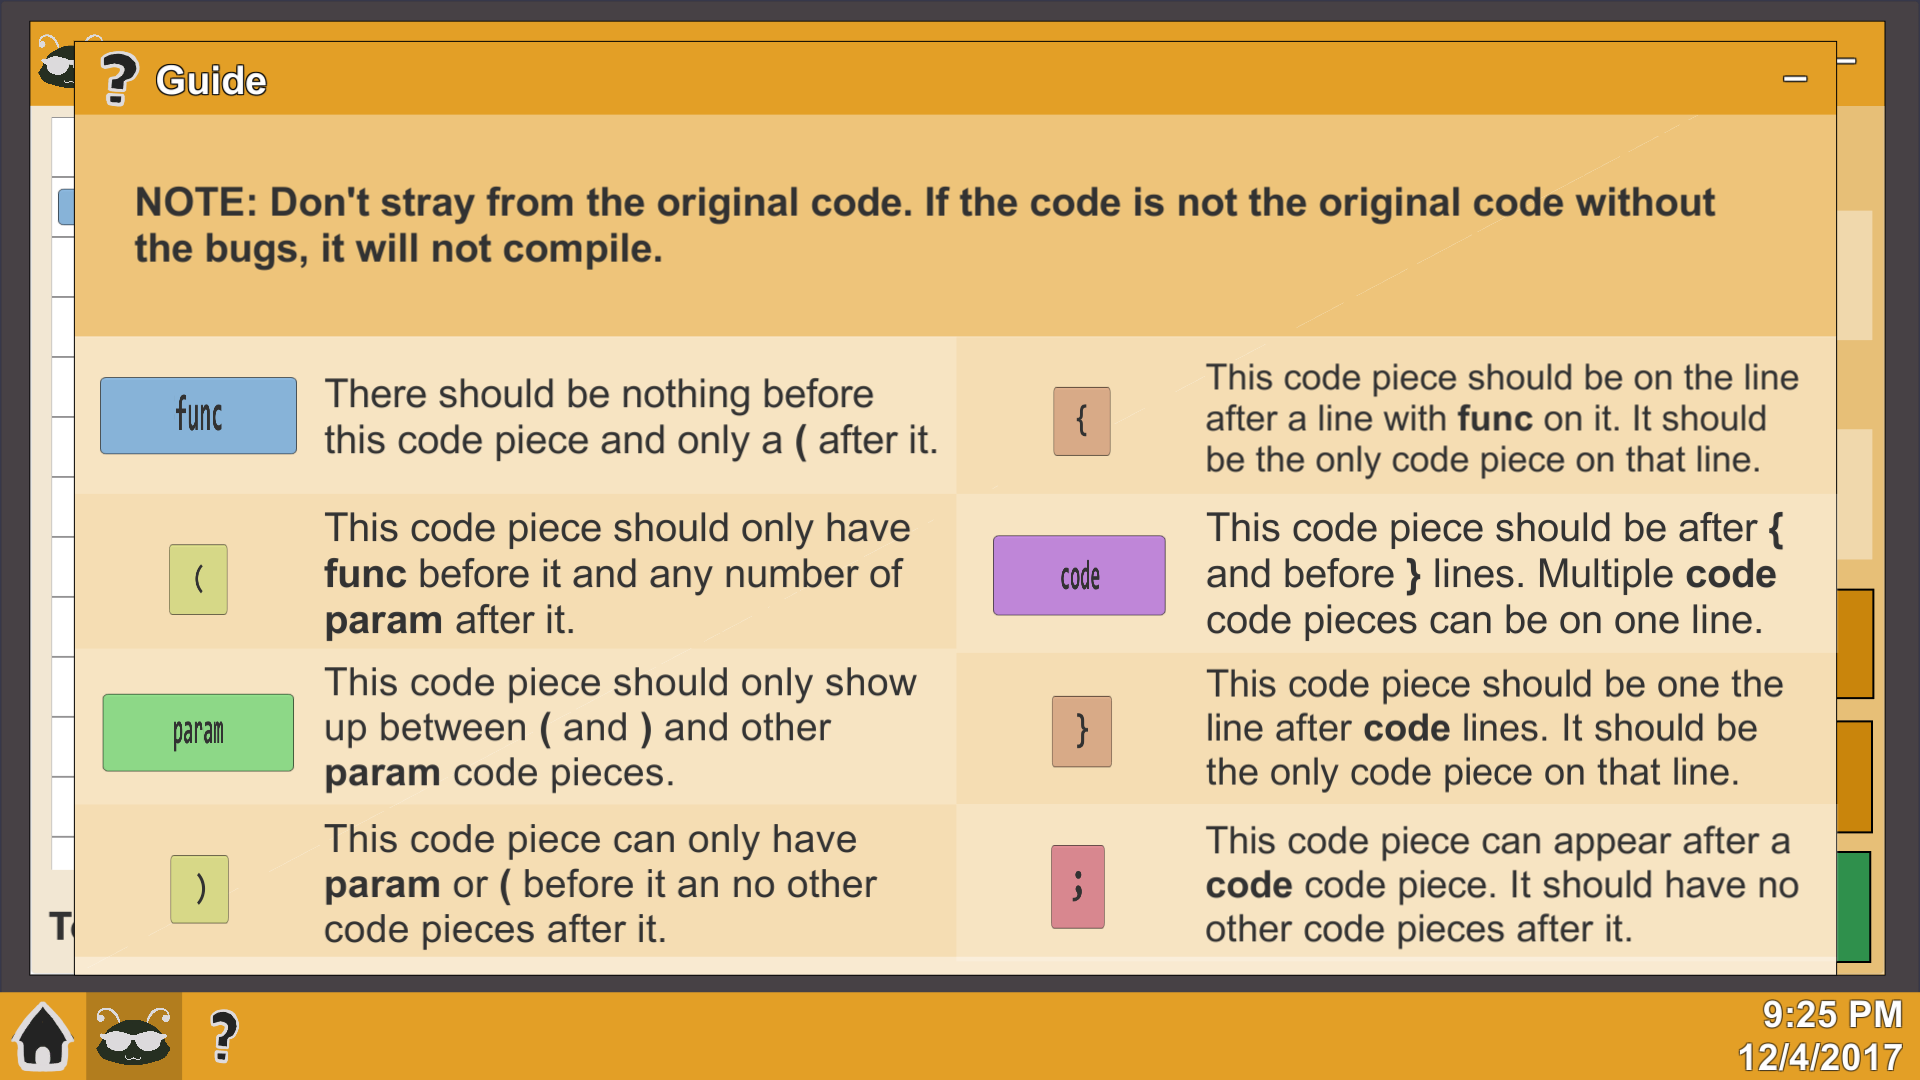 Guide
NOTE: Don't stray from the original code. If the code is not the original code without
the bugs, it will not compile.
func
There should be nothing before
this code piece and only a ( after it.
(
This code piece should only have
func before it and any number of
param after it.
param
This code piece should only show
up between ( and ) and other
param code pieces.
)
This code piece can only have
param or ( before it an no other
code pieces after it.
{
This code piece should be on the line
after a line with func on it. It should
be the only code piece on that line.
code
This code piece should be after {
and before } lines. Multiple code
code pieces can be on one line.
}
This code piece should be one the
line after code lines. It should be
the only code piece on that line.
;
This code piece can appear after a
code code piece. It should have no
other code pieces after it.
9:25 PM
12/4/2017